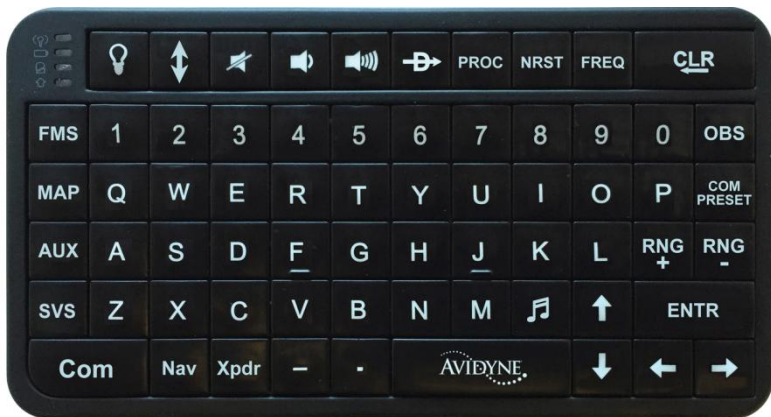 PROC NRST FREQ CLR
FMS 1 2 3 4 5 6 7 8 9 0 OBS
MAP Q W E R T Y U I O P COM PRESET
AUX A S D F G H J K L RNG + RNG -
SVS Z X C V B N M ENTR
Com Nav Xpdr - . AVIDYNE.